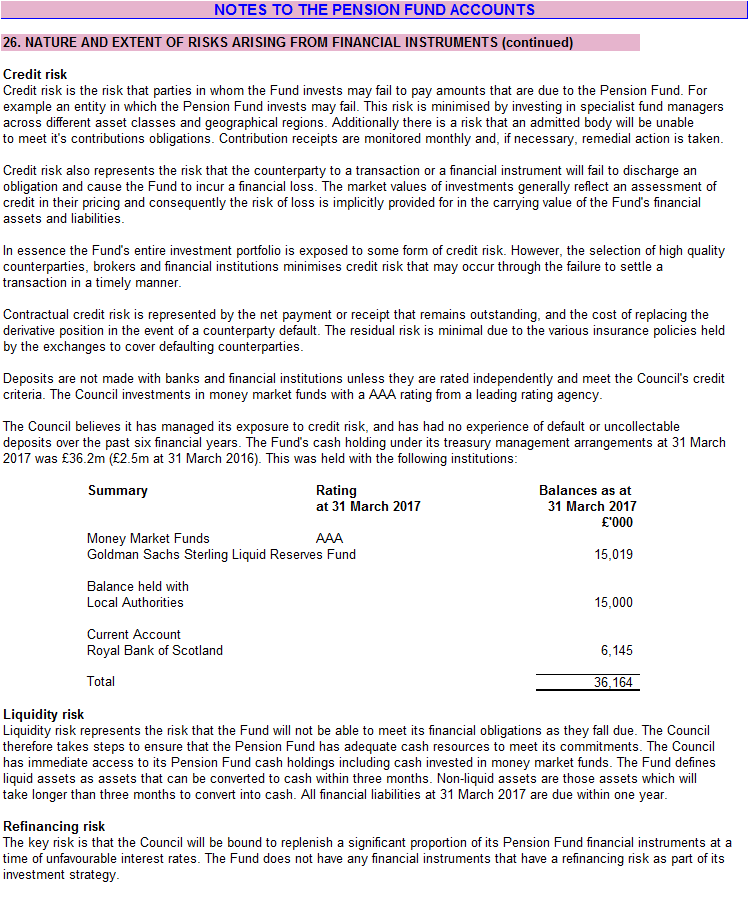 NOTES TO THE PENSION FUND ACCOUNTS
26. NATURE AND EXTENT OF RISKS ARISING FROM FINANCIAL INSTRUMENTS (continued)
Credit risk
Credit risk is the risk that parties in whom the Fund invests may fail to pay amounts that are due to the Pension Fund. For
example an entity in which the Pension Fund invests may fail. This risk is minimised by investing in specialist fund managers
across different asset classes and geographical regions. Additionally there is a risk that an admitted body will be unable
to meet it's contributions obligations. Contribution receipts are monitored monthly and, if necessary, remedial action is taken.
Credit risk also represents the risk that the counterparty to a transaction or a financial instrument will fail to discharge an
obligation and cause the Fund to incur a financial loss. The market values of investments generally reflect an assessment of
credit in their pricing and consequently the risk of loss is implicitly provided for in the carrying value of the Fund's financial
assets and liabilities.
In essence the Fund's entire investment portfolio is exposed to some form of credit risk. However, the selection of high quality
counterparties, brokers and financial institutions minimises credit risk that may occur through the failure to settle a
transaction in a timely manner.
Contractual credit risk is represented by the net payment or receipt that remains outstanding, and the cost of replacing the
derivative position in the event of a counterparty default. The residual risk is minimal due to the various insurance policies held
by the exchanges to cover defaulting counterparties.
Deposits are not made with banks and financial institutions unless they are rated independently and meet the Council's credit
criteria. The Council investments in money market funds with a AAA rating from a leading rating agency.
The Council believes it has managed its exposure to credit risk, and has had no experience of default or uncollectable
deposits over the past six financial years. The Fund's cash holding under its treasury management arrangements at 31 March
2017 was £36.2m (£2.5m at 31 March 2016). This was held with the following institutions:
Summary Rating Balances as at
at 31 March 2017 31 March 2017
£'000
Money Market Funds AAA
Goldman Sachs Sterling Liquid Reserves Fund 15,019
Balance held with
Local Authorities 15,000
Current Account
Royal Bank of Scotland 6,145
Total 36,164
Liquidity risk
Liquidity risk represents the risk that the Fund will not be able to meet its financial obligations as they fall due. The Council
therefore takes steps to ensure that the Pension Fund has adequate cash resources to meet its commitments. The Council
has immediate access to its Pension Fund cash holdings including cash invested in money market funds. The Fund defines
liquid assets as assets that can be converted to cash within three months. Non-liquid assets are those assets which will
take longer than three months to convert into cash. All financial liabilities at 31 March 2017 are due within one year.
Refinancing risk
The key risk is that the Council will be bound to replenish a significant proportion of its Pension Fund financial instruments at a
time of unfavourable interest rates. The Fund does not have any financial instruments that have a refinancing risk as part of its
investment strategy.